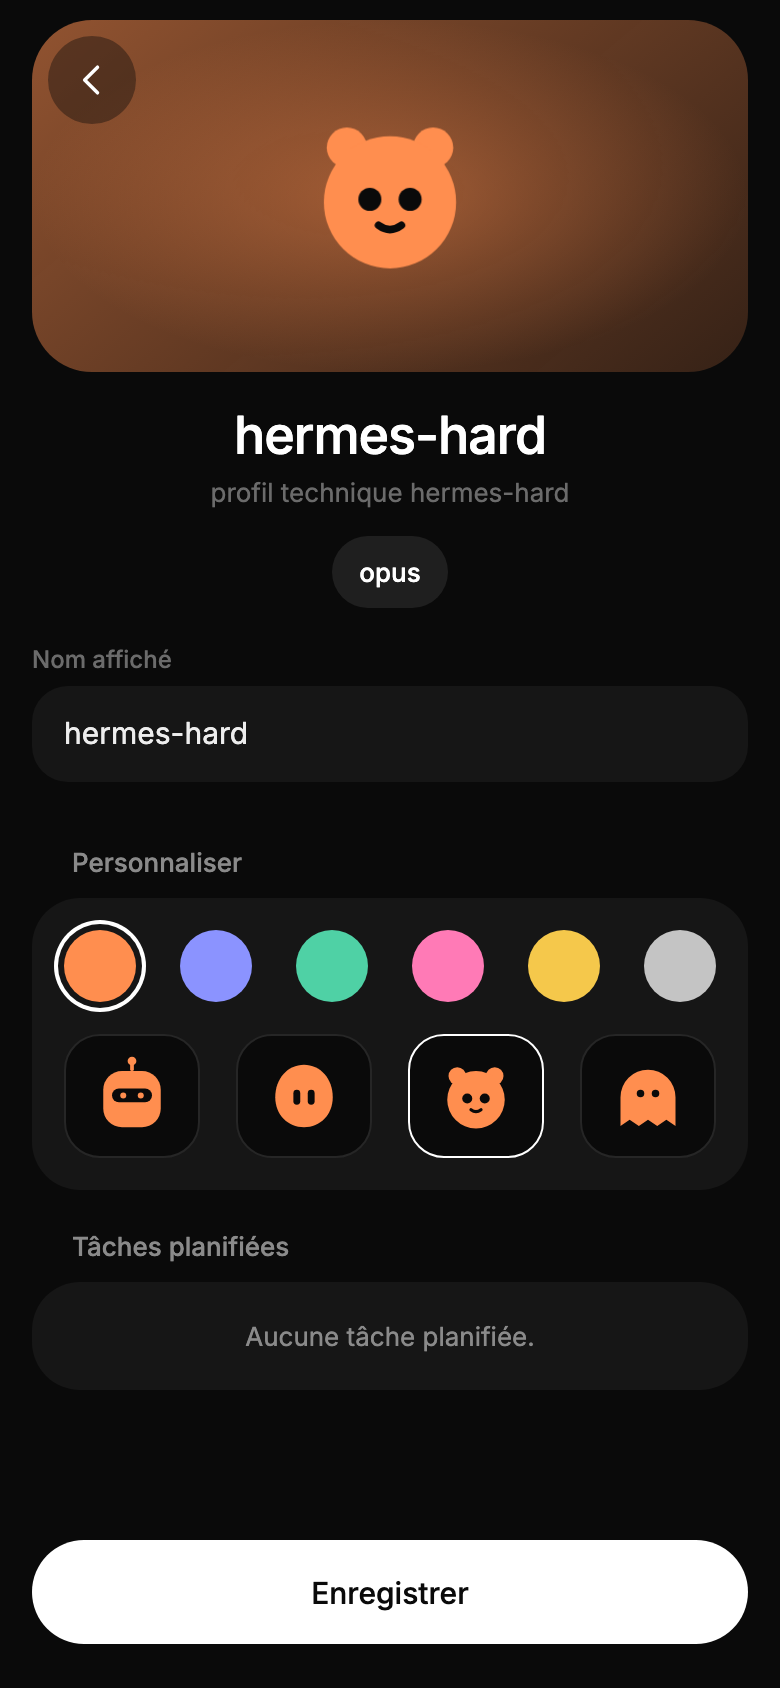 hermes-hard
profil technique hermes-hard
opus
Nom affiché
hermes-hard
Personnaliser
Tâches planifiées
Aucune tâche planifiée.
Enregistrer